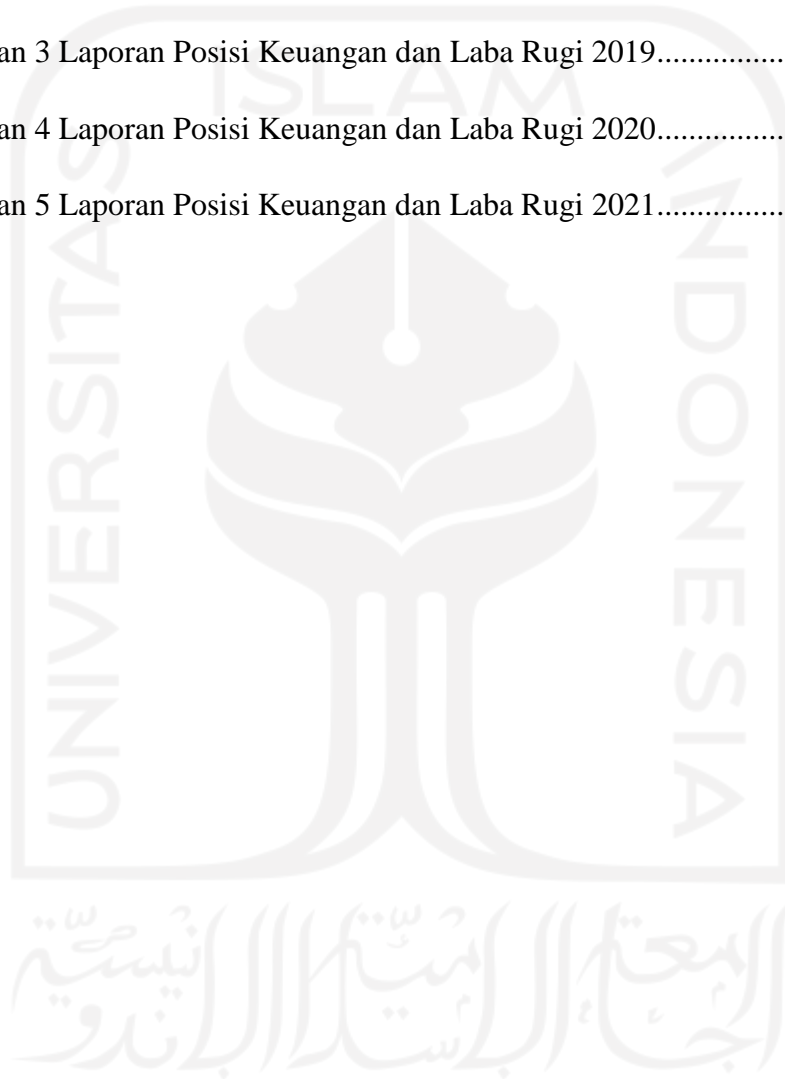 an 3 Laporan Posisi Keuangan dan Laba Rugi 2019................
an 4 Laporan Posisi Keuangan dan Laba Rugi 2020................
an 5 Laporan Posisi Keuangan dan Laba Rugi 2021................
ISLAM
UNIVERSITAS
INDONESIA